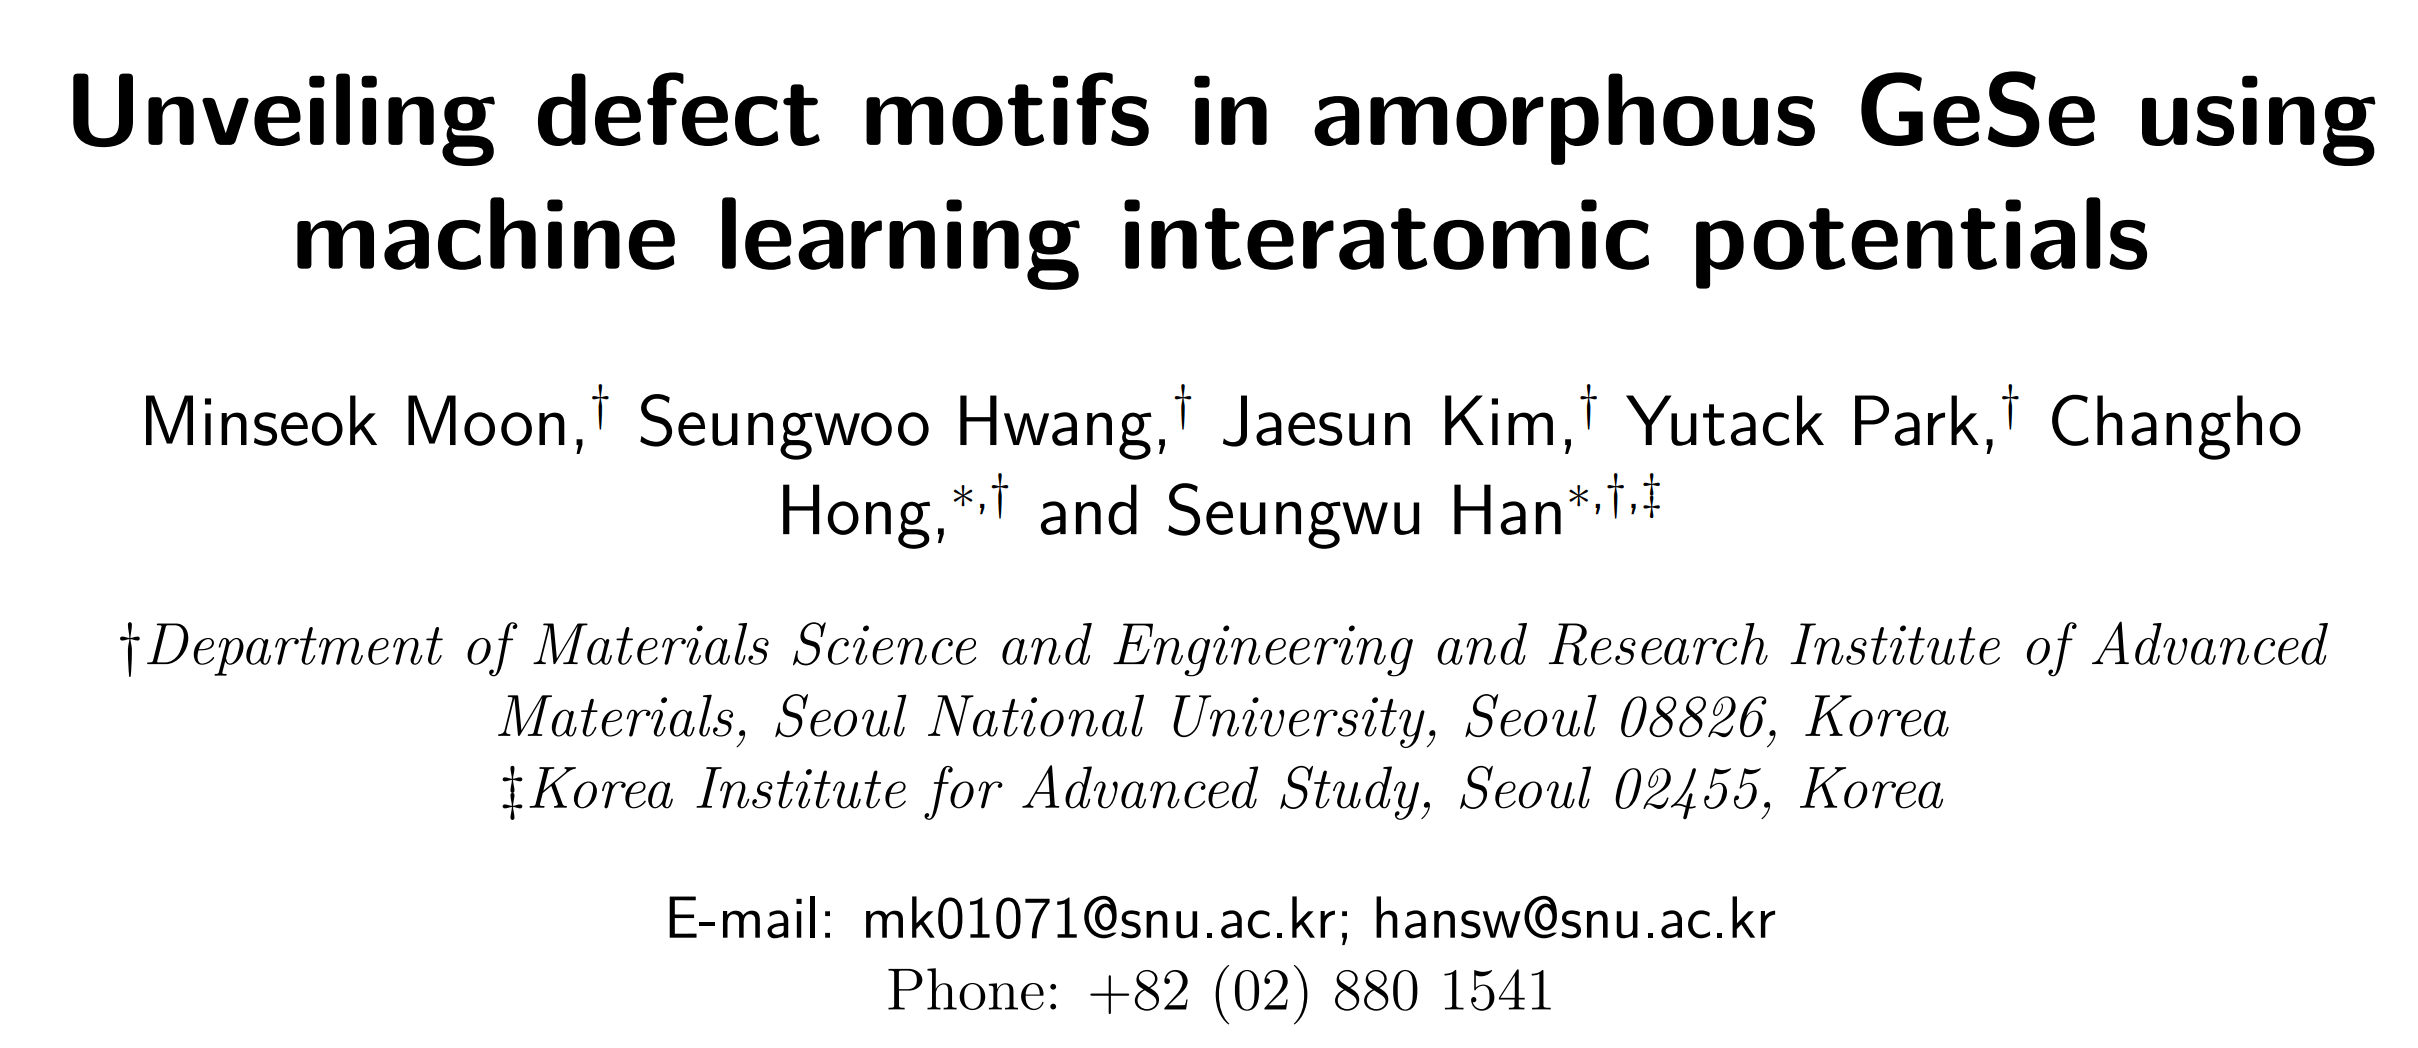 Unveiling defect motifs in amorphous GeSe using
machine learning interatomic potentials
Minseok Moon,† Seungwoo Hwang,† Jaesun Kim,† Yutack Park,† Changho
Hong,*,† and Seungwu Han*,†,‡
†Department of Materials Science and Engineering and Research Institute of Advanced
Materials, Seoul National University, Seoul 08826, Korea
‡Korea Institute for Advanced Study, Seoul 02455, Korea
E-mail: mk01071@snu.ac.kr; hansw@snu.ac.kr
Phone: +82 (02) 880 1541